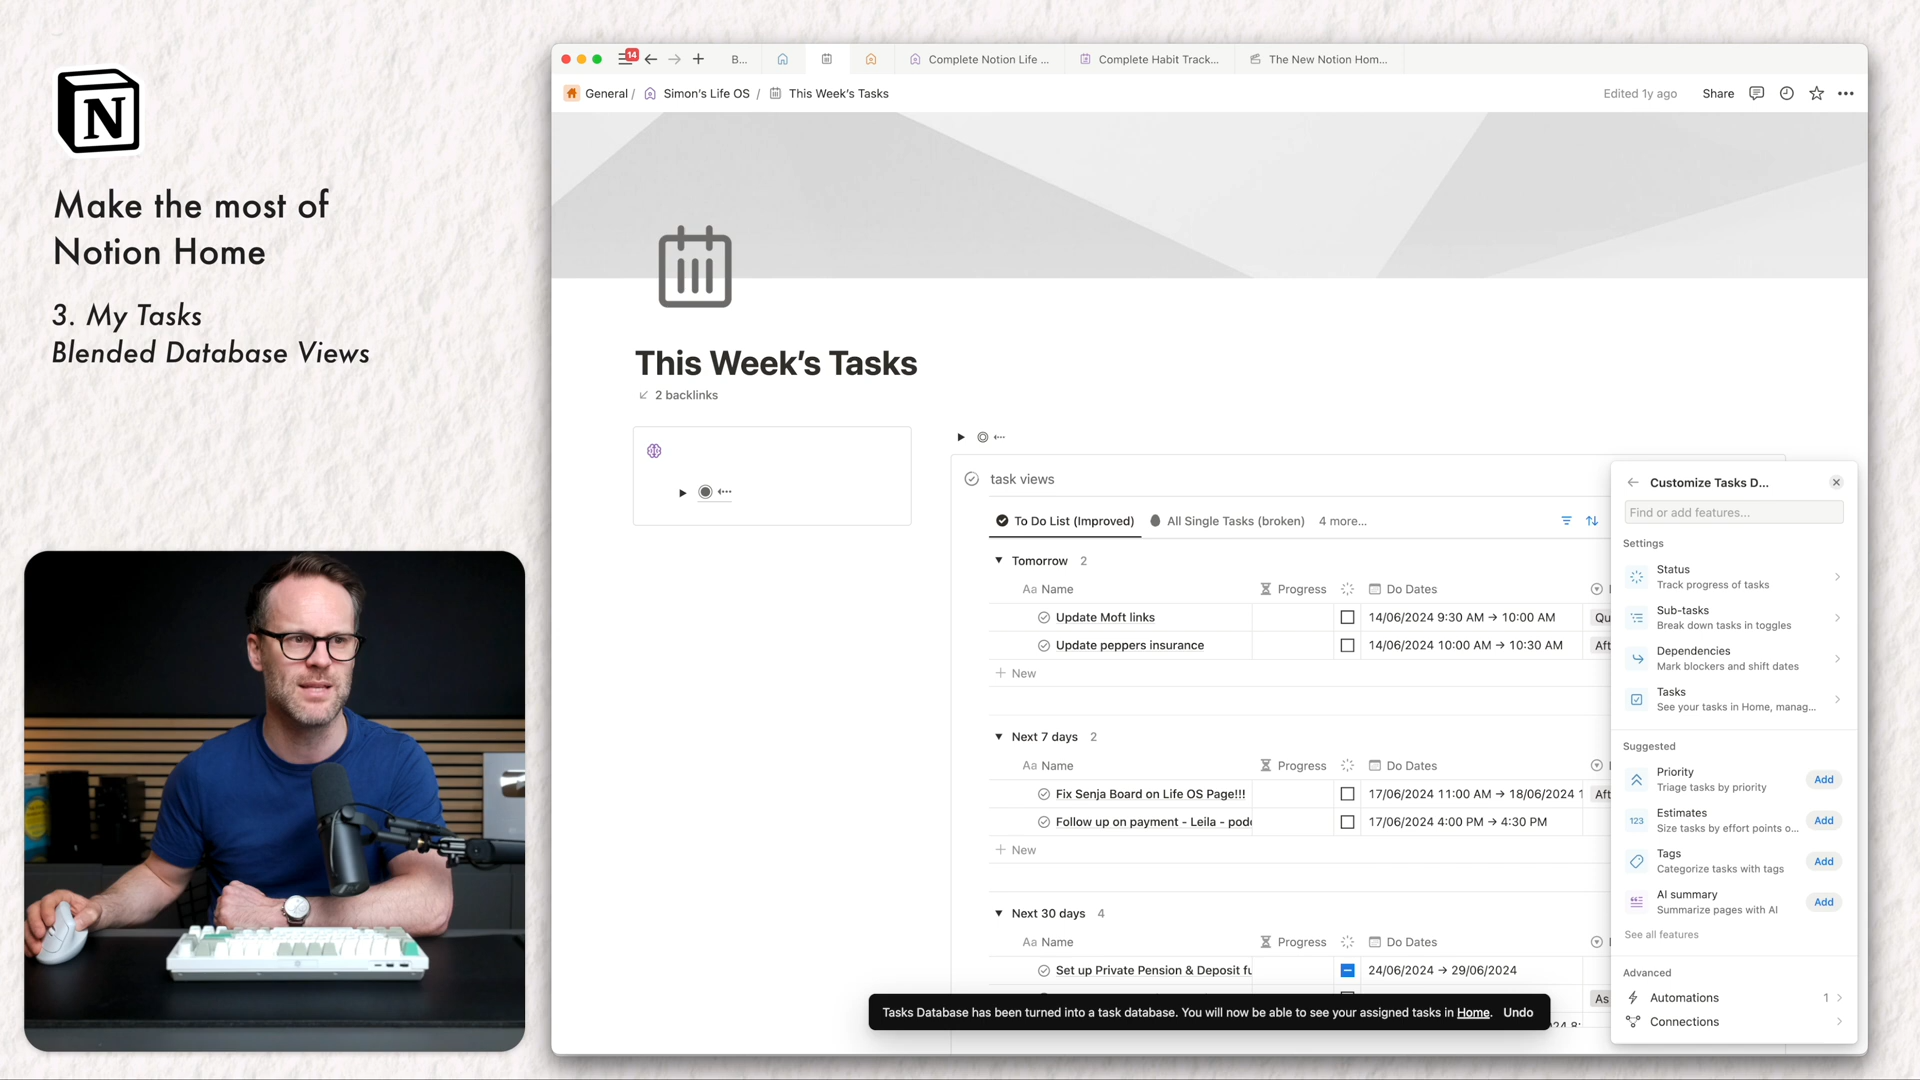 N
Make the most of
Notion Home
3. My Tasks
Blended Database Views
14
B...
Complete Notion Life ...
Complete Habit Track...
The New Notion Hom...
General / Simon's Life OS / This Week's Tasks
Edited 1y ago
Share
This Week's Tasks
2 backlinks
task views
To Do List (Improved)
All Single Tasks (broken)
4 more...
Tomorrow 2
Aa Name
Progress
Do Dates
Update Moft links
14/06/2024 9:30 AM → 10:00 AM
Qu
Update peppers insurance
14/06/2024 10:00 AM → 10:30 AM
Aft
+ New
Next 7 days 2
Aa Name
Progress
Do Dates
Fix Senja Board on Life OS Page!!!
17/06/2024 11:00 AM → 18/06/2024 1
Aft
Follow up on payment - Leila - pod
17/06/2024 4:00 PM → 4:30 PM
+ New
Next 30 days 4
Aa Name
Progress
Do Dates
Set up Private Pension & Deposit fu
24/06/2024 → 29/06/2024
As
Tasks Database has been turned into a task database. You will now be able to see your assigned tasks in Home. Undo
Customize Tasks D...
Find or add features...
Settings
Status
Track progress of tasks
Sub-tasks
Break down tasks in toggles
Dependencies
Mark blockers and shift dates
Tasks
See your tasks in Home, manag...
Suggested
Priority
Triage tasks by priority
Add
123
Estimates
Size tasks by effort points o...
Add
Tags
Categorize tasks with tags
Add
AI summary
Summarize pages with AI
Add
See all features
Advanced
Automations 1
Connections